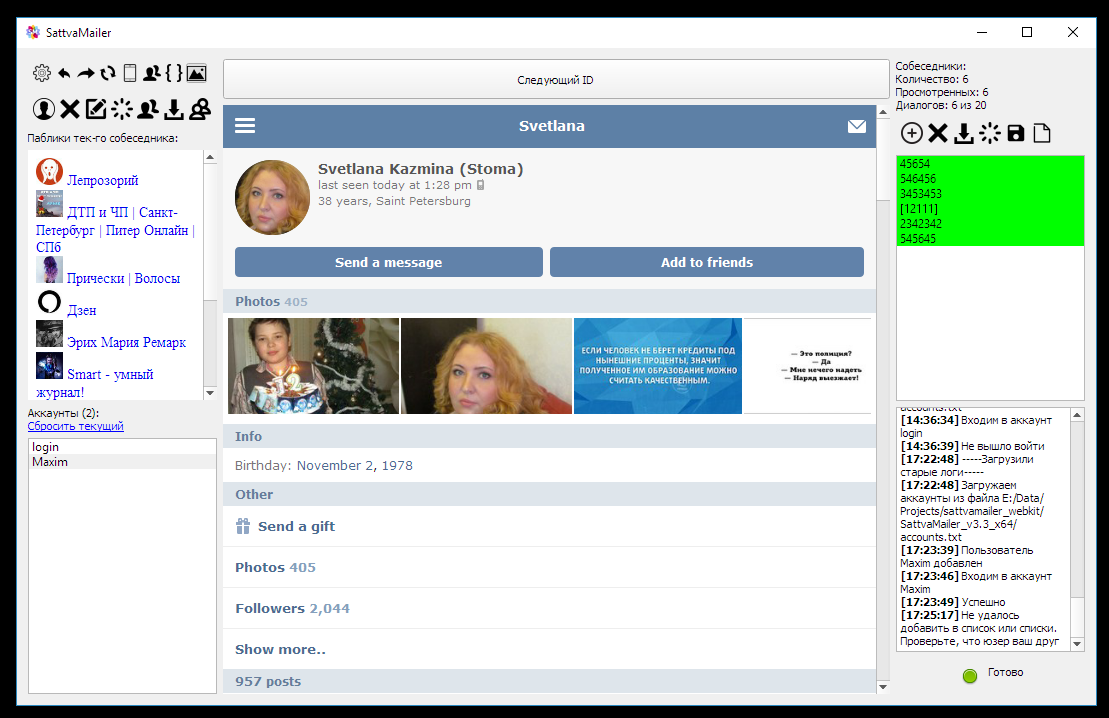 SattvaMailer
Паблики тек-го собеседника:
Лепрозорий
ДТП и ЧП | Санкт-
Петербург | Питер Онлайн |
СПб
Прически | Волосы
Дзен
Эрих Мария Ремарк
Smart - умный
журнал!
Аккаунты (2):
Сбросить текущий
login
Maxim
Следующий ID
Svetlana
Svetlana Kazmina (Stoma)
last seen today at 1:28 pm
38 years, Saint Petersburg
Send a message
Add to friends
Photos 405
12
ЕСЛИ ЧЕЛОВЕК НЕ БЕРЕТ КРЕДИТЫ ПОД
НЫНЕШНИЕ ПРОЦЕНТЫ, ЗНАЧИТ
ПОЛУЧЕННОЕ ИМ ОБРАЗОВАНИЕ МОЖНО
СЧИТАТЬ КАЧЕСТВЕННЫМ.
— Это полиция?
— Да
— Мне нечего надеть
— Наряд выезжает!
Info
Birthday: November 2, 1978
Other
Send a gift
Photos 405
Followers 2,044
Show more..
957 posts
Собеседники:
Количество: 6
Просмотренных: 6
Диалогов: 6 из 20
45654
546456
3453453
[12111]
2342342
545645
accounts.txt
[14:36:34] Входим в аккаунт
login
[14:36:39] Не вышло войти
[17:22:48] -----Загрузили
старые логи-----
[17:22:48] Загружаем
аккаунты из файла E:/Data/
Projects/sattvamailer_webkit/
SattvaMailer_v3.3_x64/
accounts.txt
[17:23:39] Пользователь
Maxim добавлен
[17:23:46] Входим в аккаунт
Maxim
[17:23:49] Успешно
[17:25:17] Не удалось
добавить в список или списки.
Проверьте, что юзер ваш друг
Готово